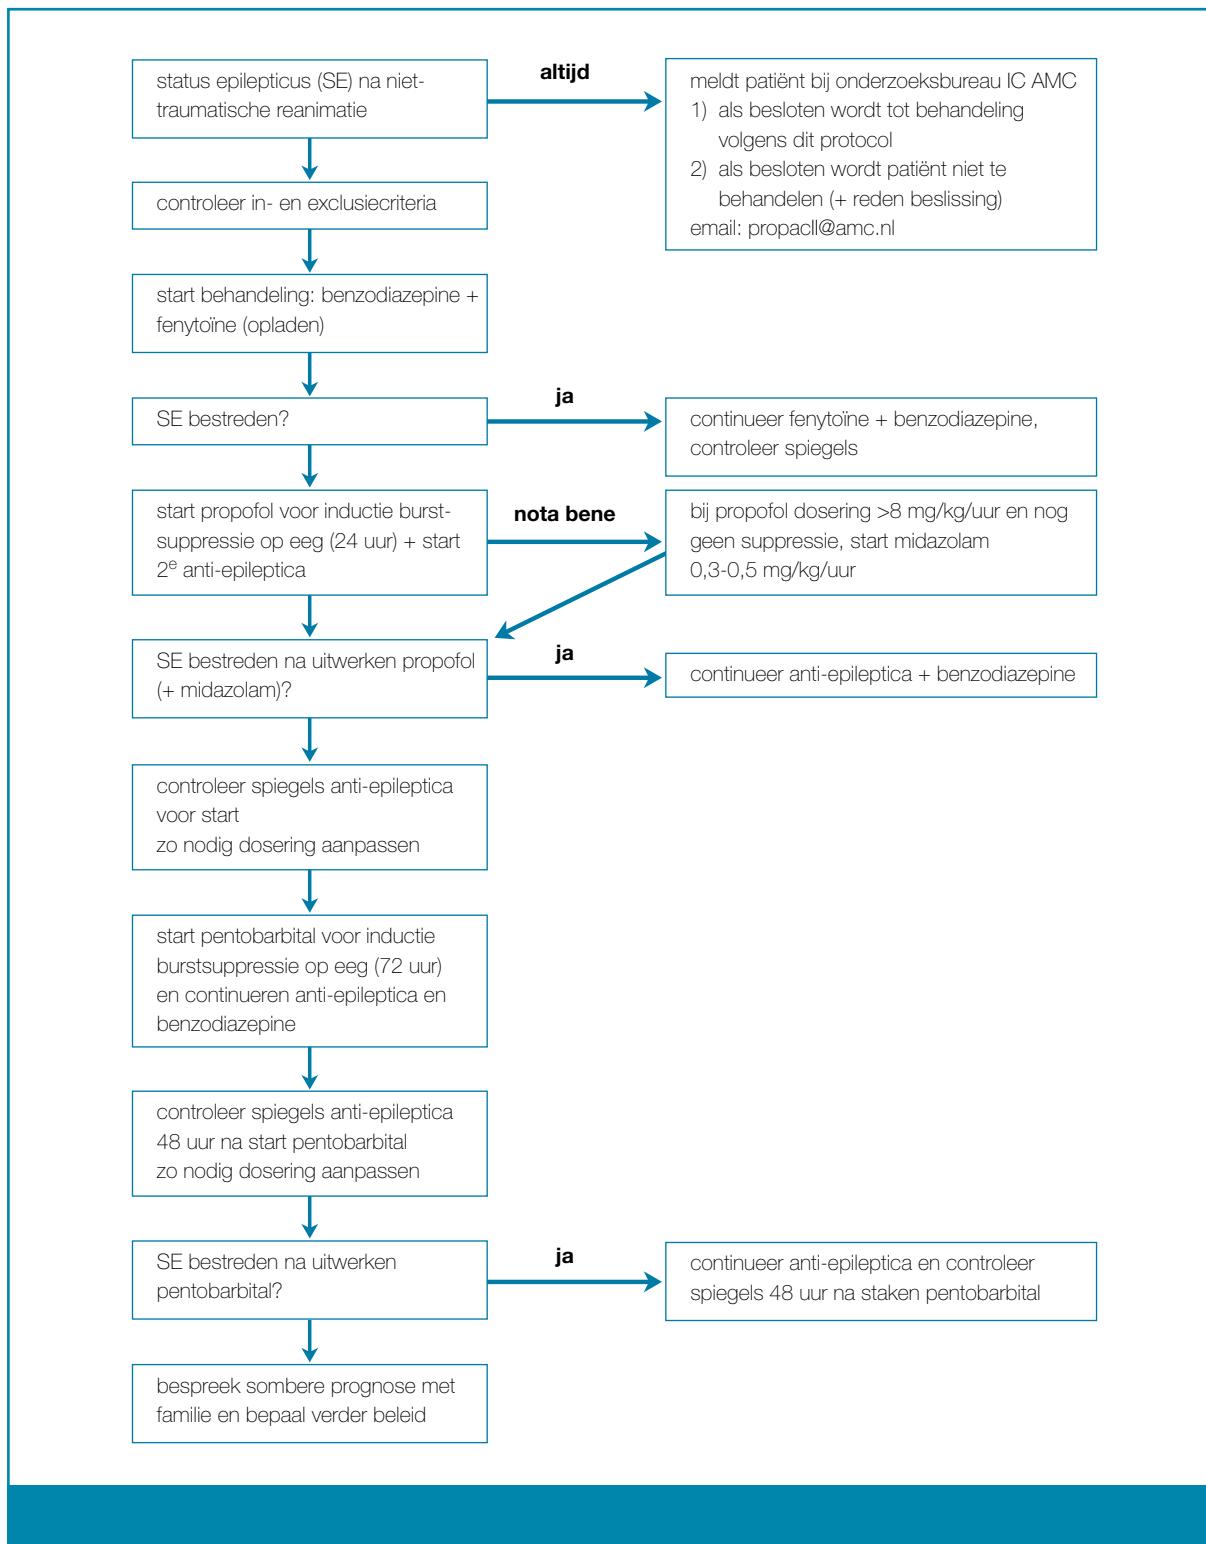 status epilepticus (SE) na niet-
traumatische reanimatie
altijd
meldt patiënt bij onderzoeksbureau IC AMC
1) als besloten wordt tot behandeling
volgens dit protocol
2) als besloten wordt patiënt niet te
behandelen (+ reden beslissing)
email: propacll@amc.nl
controleer in- en exclusiecriteria
start behandeling: benzodiazepine +
fenytoïne (opladen)
SE bestreden?
ja
continueer fenytoïne + benzodiazepine,
controleer spiegels
start propofol voor inductie burst-
suppressie op eeg (24 uur) + start
2e anti-epileptica
nota bene
bij propofol dosering >8 mg/kg/uur en nog
geen suppressie, start midazolam
0,3-0,5 mg/kg/uur
SE bestreden na uitwerken propofol
(+ midazolam)?
ja
continueer anti-epileptica + benzodiazepine
controleer spiegels anti-epileptica
voor start
zo nodig dosering aanpassen
start pentobarbital voor inductie
burstsuppressie op eeg (72 uur)
en continueren anti-epileptica en
benzodiazepine
controleer spiegels anti-epileptica
48 uur na start pentobarbital
zo nodig dosering aanpassen
SE bestreden na uitwerken
pentobarbital?
ja
continueer anti-epileptica en controleer
spiegels 48 uur na staken pentobarbital
bespreek sombere prognose met
familie en bepaal verder beleid